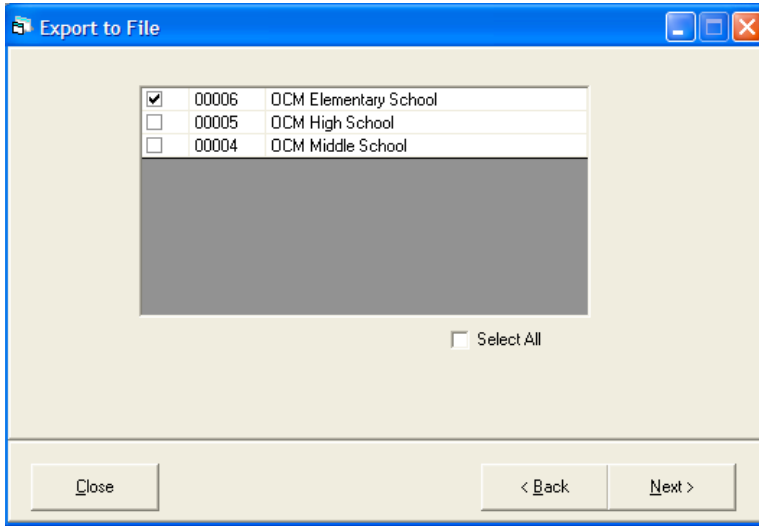 Export to File
00006 OCM Elementary School
00005 OCM High School
00004 OCM Middle School
Select All
Close < Back Next >